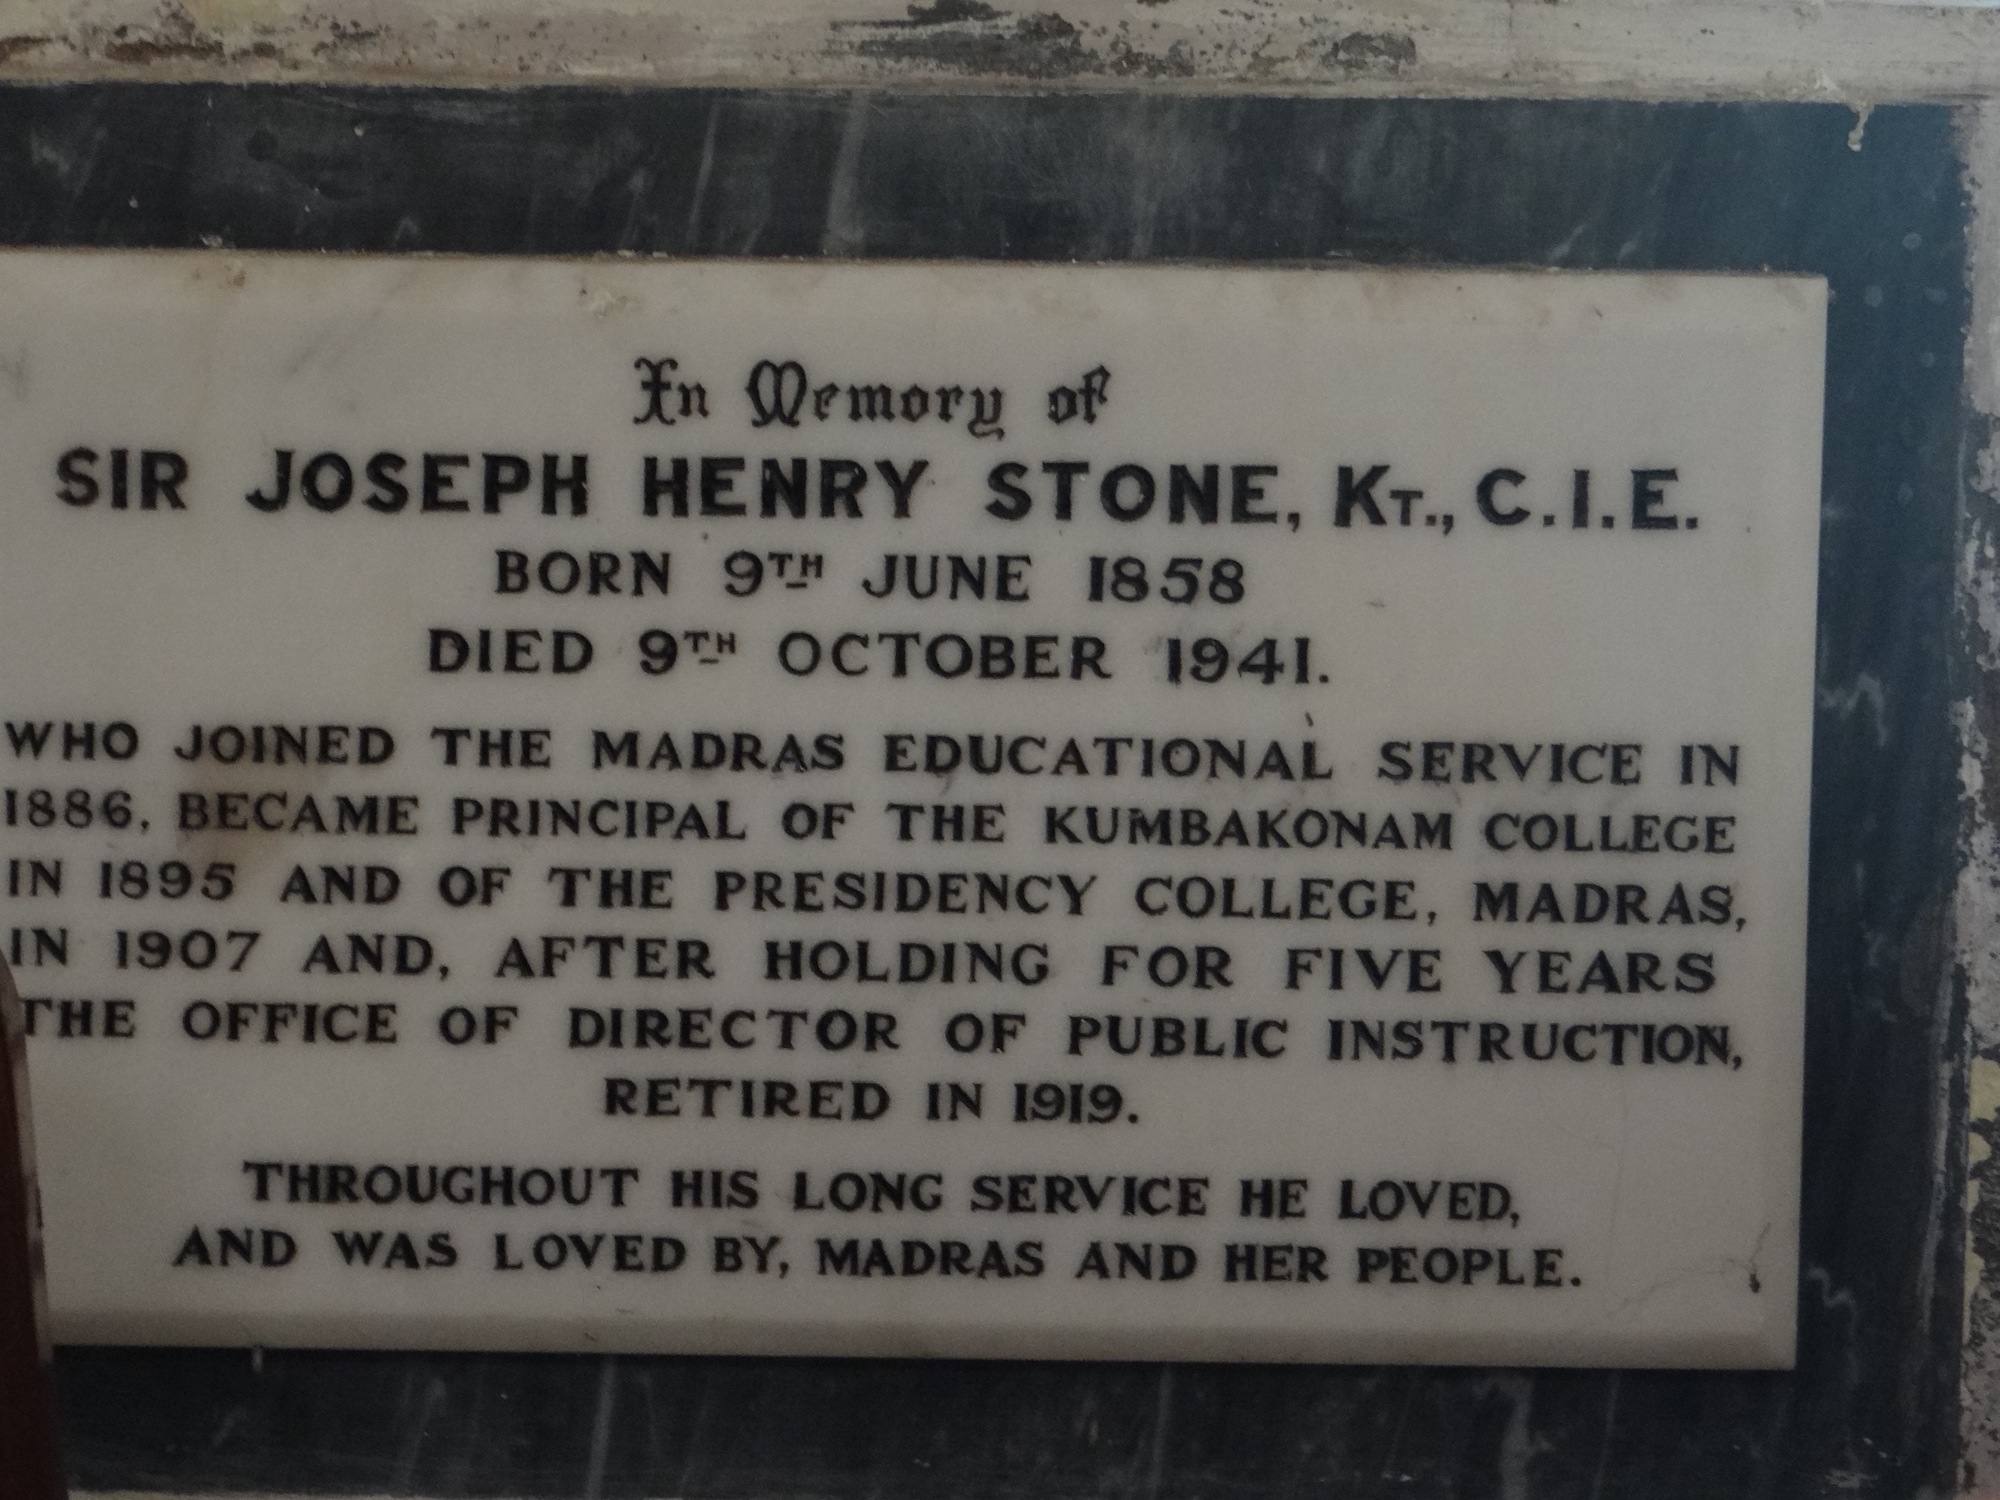 In Memory of
SIR JOSEPH HENRY STONE, KT., C.I.E.
BORN 9TH JUNE 1858
DIED 9TH OCTOBER 1941.
WHO JOINED THE MADRAS EDUCATIONAL SERVICE IN
1886, BECAME PRINCIPAL OF THE KUMBAKONAM COLLEGE
IN 1895 AND OF THE PRESIDENCY COLLEGE, MADRAS,
IN 1907 AND, AFTER HOLDING FOR FIVE YEARS
THE OFFICE OF DIRECTOR OF PUBLIC INSTRUCTION,
RETIRED IN 1919.
THROUGHOUT HIS LONG SERVICE HE LOVED,
AND WAS LOVED BY, MADRAS AND HER PEOPLE.